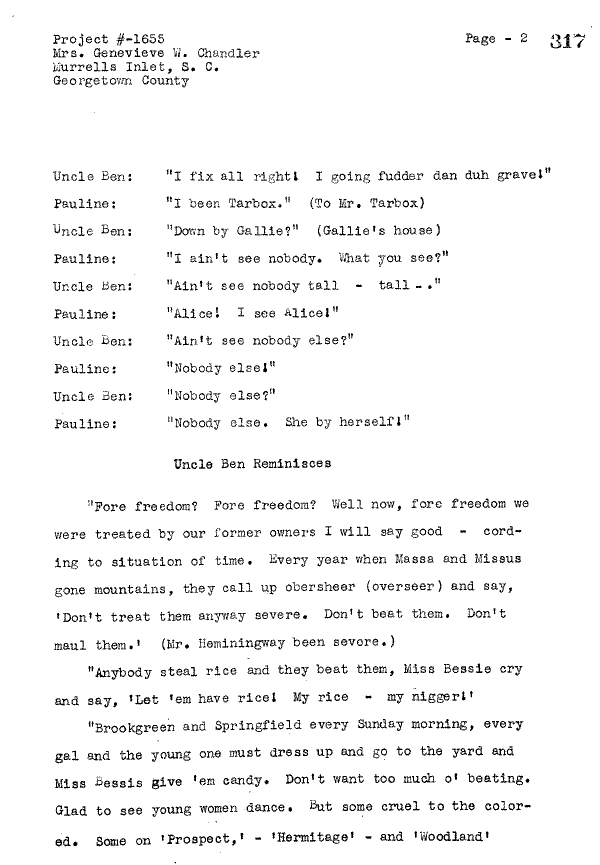 Project #-1655
Mrs. Genevieve W. Chandler
Murrells Inlet, S. C.
Georgetown County
Page - 2 317
Uncle Ben: "I fix all right! I going fudder dan duh grave!"
Pauline: "I been Tarbox." (To Mr. Tarbox)
Uncle Ben: "Down by Gallie?" (Gallie's house)
Pauline: "I ain't see nobody. What you see?"
Uncle Ben: "Ain't see nobody tall - tall -."
Pauline: "Alice! I see Alice!"
Uncle Ben: "Ain't see nobody else?"
Pauline: "Nobody else!"
Uncle Ben: "Nobody else?"
Pauline: "Nobody else. She by herself!"
Uncle Ben Reminisces
"Fore freedom? Fore freedom? Well now, fore freedom we
were treated by our former owners I will say good - cord-
ing to situation of time. Every year when Massa and Missus
gone mountains, they call up obersheer (overseer) and say,
'Don't treat them anyway severe. Don't beat them. Don't
maul them.' (Mr. Heminingway been severe.)
"Anybody steal rice and they beat them, Miss Bessie cry
and say, 'Let 'em have rice! My rice - my nigger!'
"Brookgreen and Springfield every Sunday morning, every
gal and the young one must dress up and go to the yard and
Miss Bessis give 'em candy. Don't want too much o' beating.
Glad to see young women dance. But some cruel to the color-
ed. Some on 'Prospect,' - 'Hermitage' - and 'Woodland'